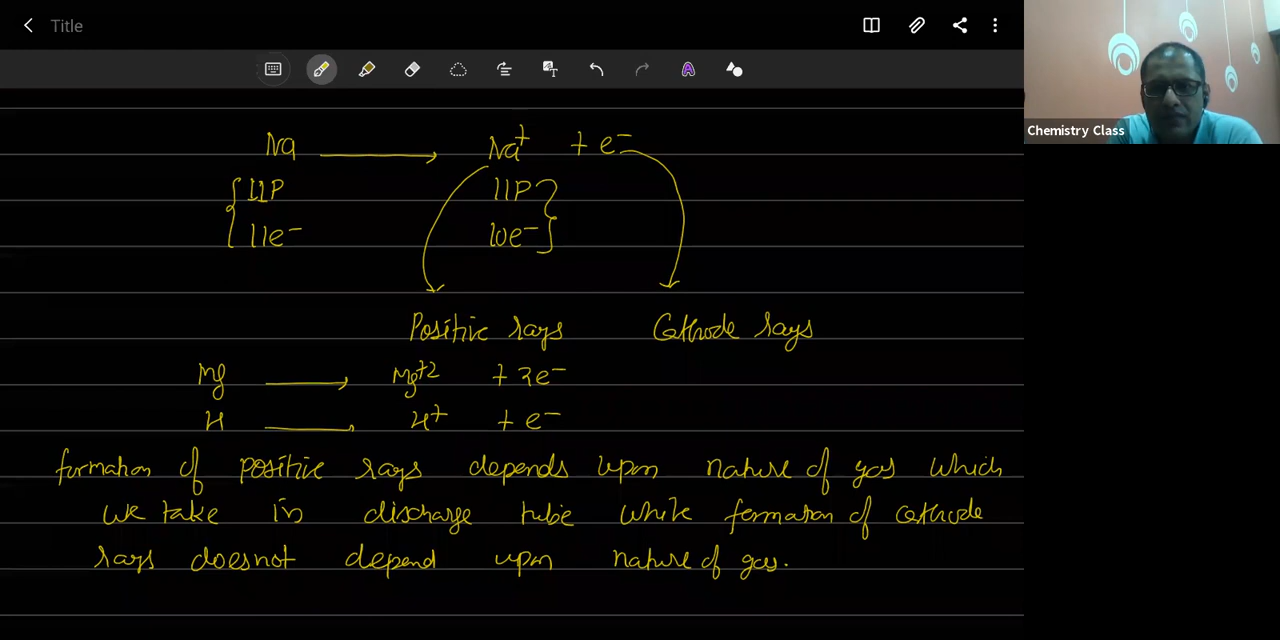 Title
Chemistry Class
Na → Na⁺ + e⁻
{ 11P 11P }
{ 11e⁻ 10e⁻ }
Positive rays Cathode rays
Mg → Mg⁺² + 2e⁻
H → H⁺ + e⁻
formation of positive rays depends upon nature of gas which
we take in discharge tube while formation of cathode
rays doesnot depend upon nature of gas.